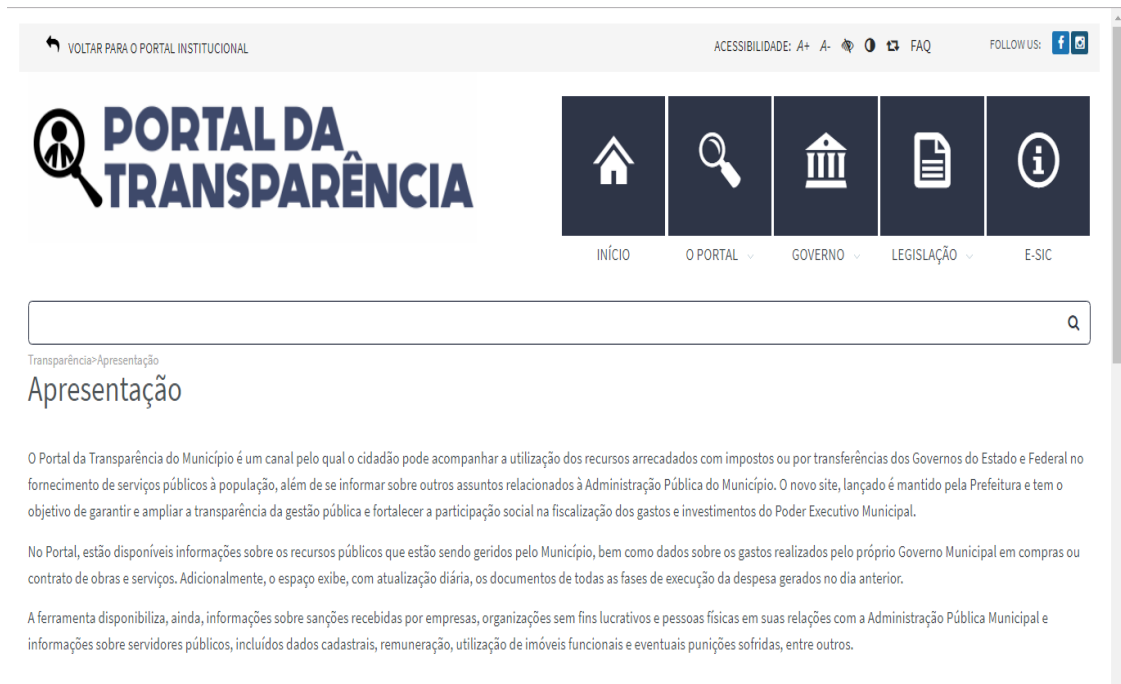 VOLTAR PARA O PORTAL INSTITUCIONAL
ACESSIBILIDADE: A+ A- FAQ
FOLLOW US:
PORTAL DA
TRANSPARÊNCIA
INÍCIO
O PORTAL
GOVERNO
LEGISLAÇÃO
E-SIC
Transparência>Apresentação
Apresentação
O Portal da Transparência do Município é um canal pelo qual o cidadão pode acompanhar a utilização dos recursos arrecadados com impostos ou por transferências dos Governos do Estado e Federal no
fornecimento de serviços públicos à população, além de se informar sobre outros assuntos relacionados à Administração Pública do Município. O novo site, lançado é mantido pela Prefeitura e tem o
objetivo de garantir e ampliar a transparência da gestão pública e fortalecer a participação social na fiscalização dos gastos e investimentos do Poder Executivo Municipal.
No Portal, estão disponíveis informações sobre os recursos públicos que estão sendo geridos pelo Município, bem como dados sobre os gastos realizados pelo próprio Governo Municipal em compras ou
contrato de obras e serviços. Adicionalmente, o espaço exibe, com atualização diária, os documentos de todas as fases de execução da despesa gerados no dia anterior.
A ferramenta disponibiliza, ainda, informações sobre sanções recebidas por empresas, organizações sem fins lucrativos e pessoas físicas em suas relações com a Administração Pública Municipal e
informações sobre servidores públicos, incluídos dados cadastrais, remuneração, utilização de imóveis funcionais e eventuais punições sofridas, entre outros.